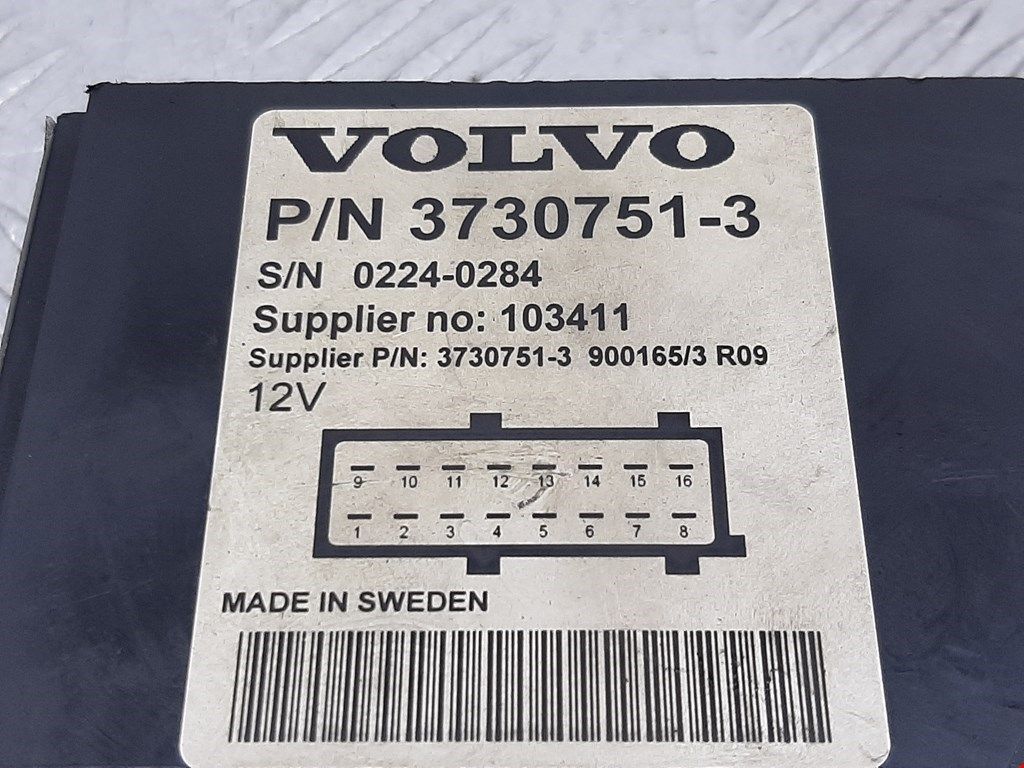 VOLVO
P/N 3730751-3
S/N 0224-0284
Supplier no: 103411
Supplier P/N: 3730751-3 900165/3 R09
12V
9 10 11 12 13 14 15 16
1 2 3 4 5 6 7 8
MADE IN SWEDEN